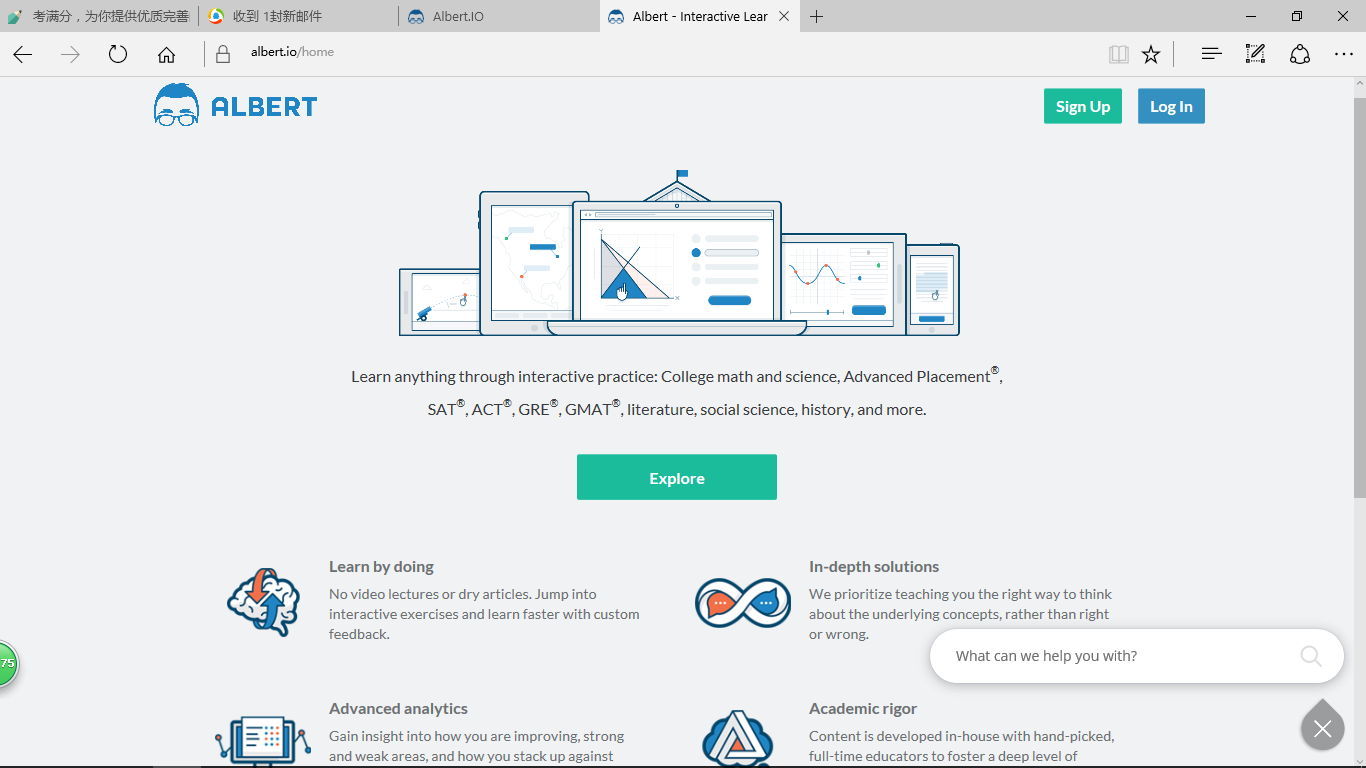 考满分，为你提供优质完善
收到 1封新邮件
Albert.IO
Albert - Interactive Lear
albert.io/home
ALBERT
Sign Up
Log In
Learn anything through interactive practice: College math and science, Advanced Placement®,
SAT®, ACT®, GRE®, GMAT®, literature, social science, history, and more.
Explore
Learn by doing
No video lectures or dry articles. Jump into
interactive exercises and learn faster with custom
feedback.
In-depth solutions
We prioritize teaching you the right way to think
about the underlying concepts, rather than right
or wrong.
75
What can we help you with?
Advanced analytics
Gain insight into how you are improving, strong
and weak areas, and how you stack up against
Academic rigor
Content is developed in-house with hand-picked,
full-time educators to foster a deep level of